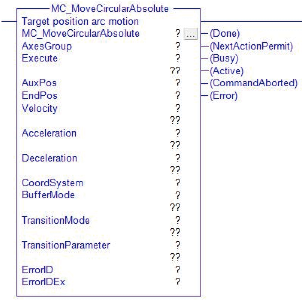 MC_MoveCircularAbsolute
Target position arc motion
MC_MoveCircularAbsolute ? ... (Done)
AxesGroup ? (NextActionPermit)
Execute ? (Busy)
?? (Active)
AuxPos ? (CommandAborted)
EndPos ? (Error)
Velocity ?
??
Acceleration ?
??
Deceleration ?
??
CoordSystem ?
BufferMode ?
??
TransitionMode ?
??
TransitionParameter ?
??
ErrorID ?
ErrorIDEx ?